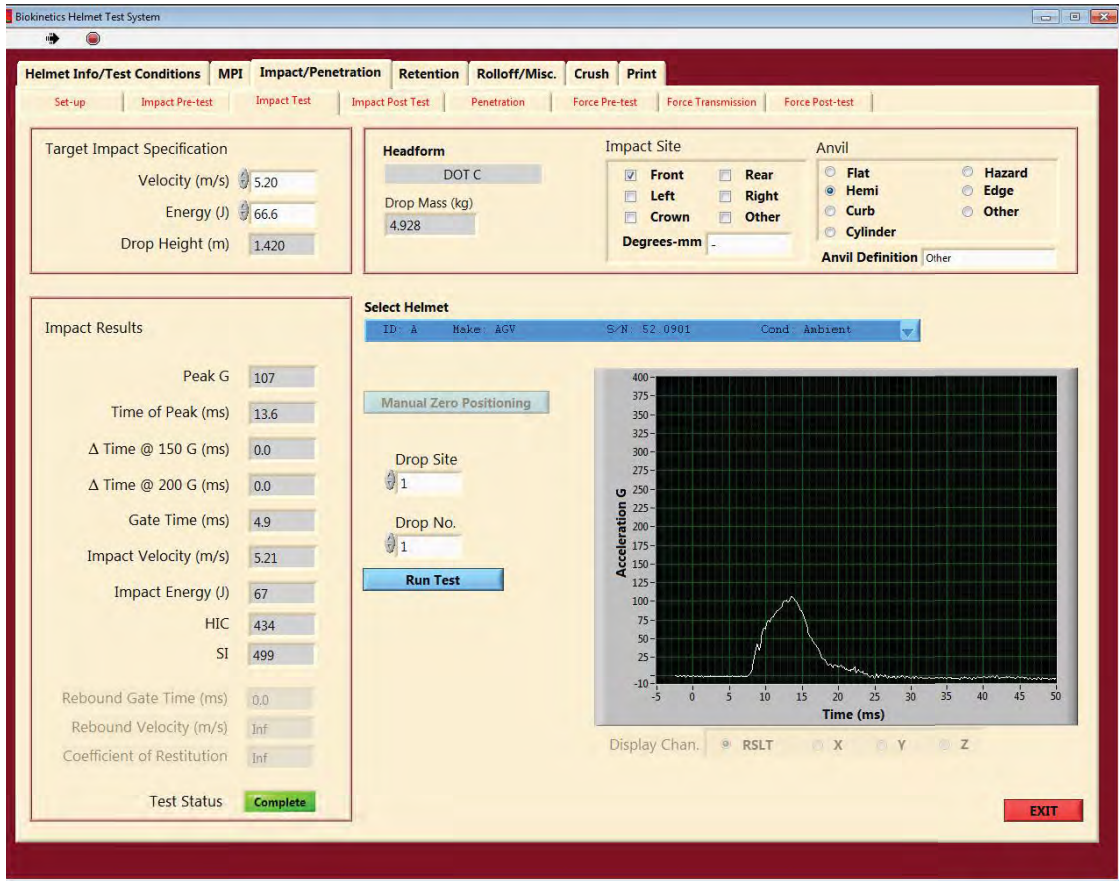 Biokinetics Helmet Test System
Helmet Info/Test Conditions MPI Impact/Penetration Retention Rolloff/Misc. Crush Print
Set-up Impact Pre-test Impact Test Impact Post Test Penetration Force Pre-test Force Transmission Force Post-test
Target Impact Specification
Velocity (m/s) 5.20
Energy (J) 66.6
Drop Height (m) 1.420
Headform
DOT C
Drop Mass (kg)
4.928
Impact Site
Front Rear
Left Right
Crown Other
Degrees-mm -
Anvil
Flat Hazard
Hemi Edge
Curb Other
Cylinder
Anvil Definition Other
Impact Results
Peak G 107
Time of Peak (ms) 13.6
Δ Time @ 150 G (ms) 0.0
Δ Time @ 200 G (ms) 0.0
Gate Time (ms) 4.9
Impact Velocity (m/s) 5.21
Impact Energy (J) 67
HIC 434
SI 499
Rebound Gate Time (ms) 0.0
Rebound Velocity (m/s) Inf
Coefficient of Restitution Inf
Test Status Complete
Select Helmet
ID: A Make: AGV S/N: 52 0901 Cond: Ambient
Manual Zero Positioning
Drop Site
1
Drop No.
1
Run Test
Acceleration G
400
375
350
325
300
275
250
225
200
175
150
125
100
75
50
25
-10
-5 0 5 10 15 20 25 30 35 40 45 50
Time (ms)
Display Chan. RSLT X Y Z
EXIT